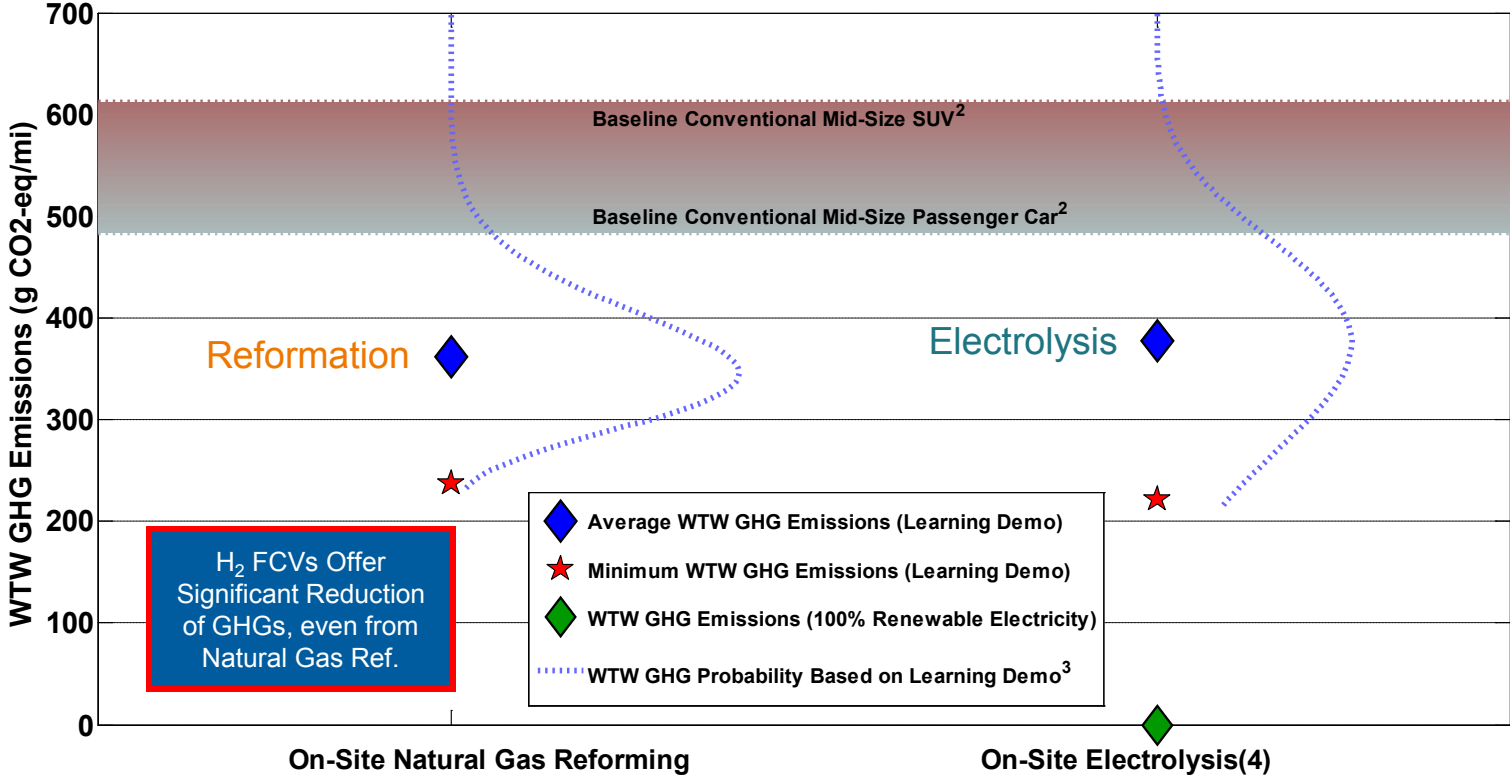 WTW GHG Emissions (g CO2-eq/mi)
700
600
500
400
300
200
100
0
Baseline Conventional Mid-Size SUV²
Baseline Conventional Mid-Size Passenger Car²
Reformation
Electrolysis
H₂ FCVs Offer
Significant Reduction
of GHGs, even from
Natural Gas Ref.
Average WTW GHG Emissions (Learning Demo)
Minimum WTW GHG Emissions (Learning Demo)
WTW GHG Emissions (100% Renewable Electricity)
WTW GHG Probability Based on Learning Demo³
On-Site Natural Gas Reforming
On-Site Electrolysis(4)